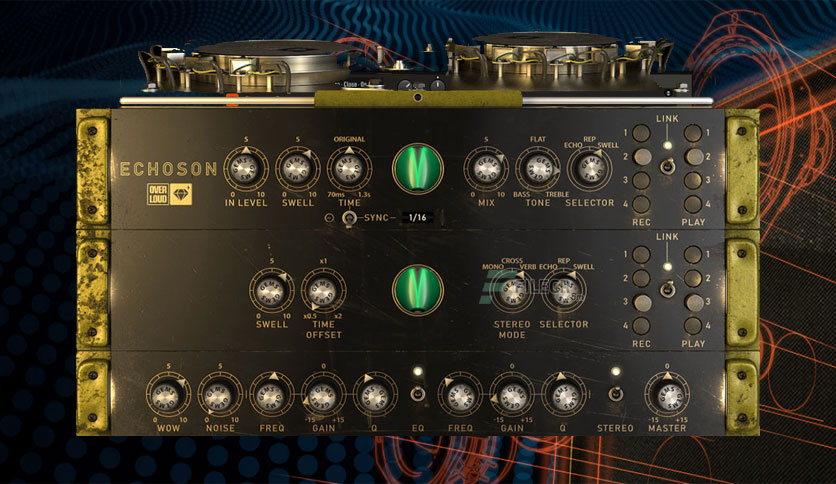 5 5 ORIGINAL 5 FLAT REP
ECHO SWELL
LINK
ECHOSON
OVER LOUD
0 10 0 10 70ms 1.3s 0 10 BASS TREBLE
IN LEVEL SWELL TIME MIX TONE SELECTOR
SYNC 1/16
1 1
2 2
3 3
4 4
REC PLAY
LINK
5 x1 CROSS REP
MONO VERB ECHO SWELL
0 10 x0.5 x2
SWELL TIME OFFSET STEREO MODE SELECTOR
1 1
2 2
3 3
4 4
REC PLAY
5 5 0 0 0
0 10 0 10 -15 +15 -15 +15 -15 +15
WOW NOISE FREQ GAIN Q EQ FREQ GAIN Q STEREO MASTER